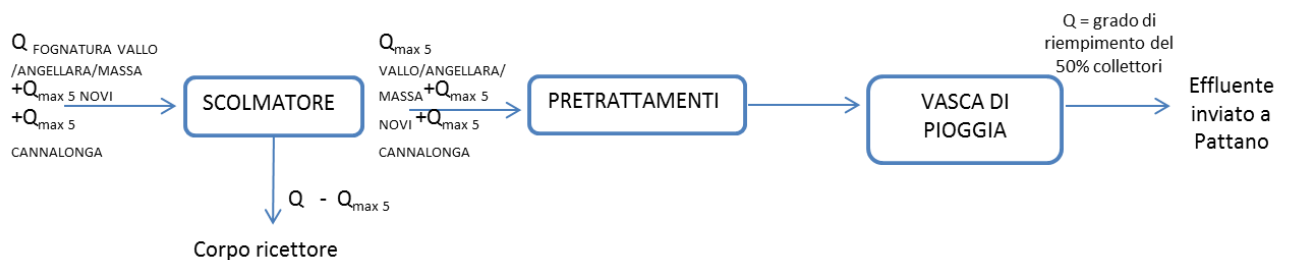 Q FOGNATURA VALLO
/ANGELLARA/MASSA
+Qmax 5 NOVI
+Qmax 5
CANNALONGA
SCOLMATORE
Q - Qmax 5
Corpo ricettore
Qmax 5
VALLO/ANGELLARA/
MASSA+Qmax 5
NOVI +Qmax 5
CANNALONGA
PRETRATTAMENTI
VASCA DI
PIOGGIA
Q = grado di
riempimento del
50% collettori
Effluente
inviato a
Pattano